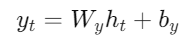 y_t = W_y h_t + b_y